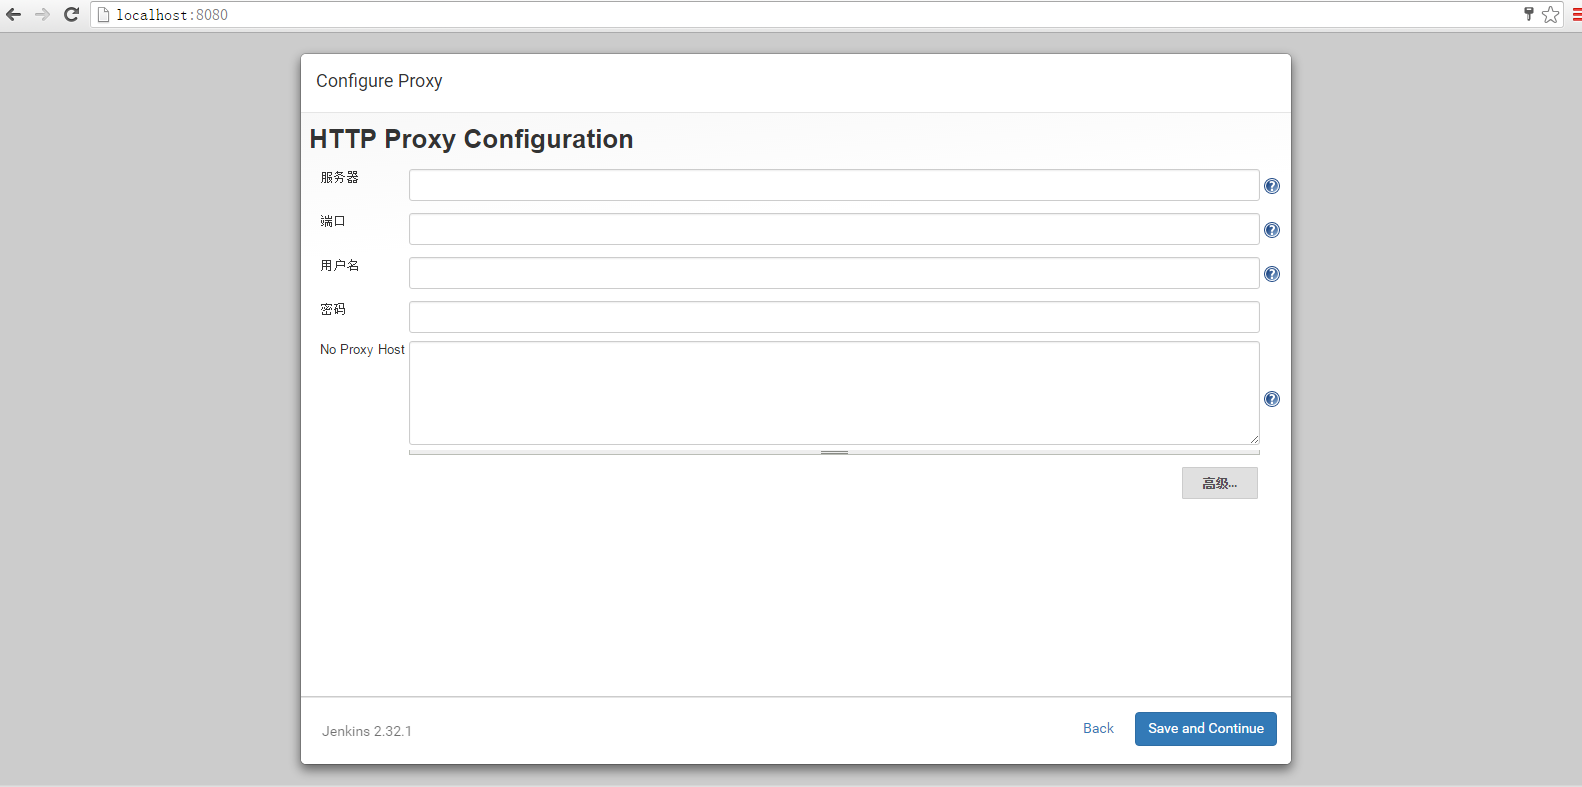 localhost:8080
Configure Proxy
HTTP Proxy Configuration
服务器
端口
用户名
密码
No Proxy Host
高级...
Jenkins 2.32.1
Back
Save and Continue